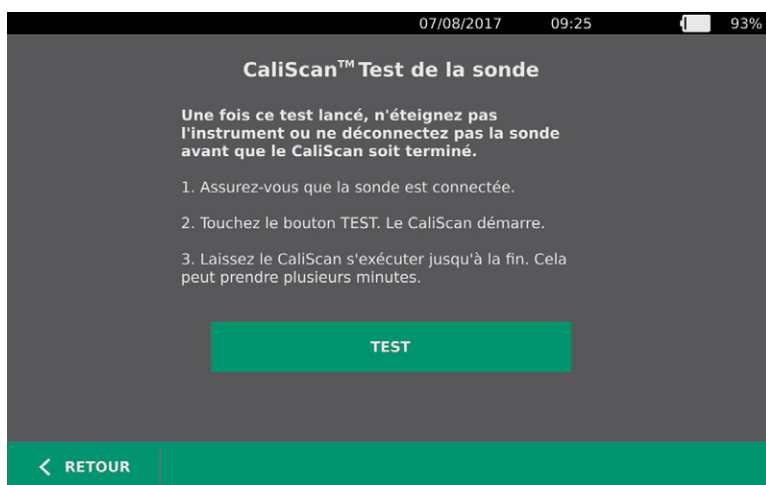 07/08/2017 09:25 93%
CaliScan™ Test de la sonde
Une fois ce test lancé, n'éteignez pas
l'instrument ou ne déconnectez pas la sonde
avant que le CaliScan soit terminé.
1. Assurez-vous que la sonde est connectée.
2. Touchez le bouton TEST. Le CaliScan démarre.
3. Laissez le CaliScan s'exécuter jusqu'à la fin. Cela
peut prendre plusieurs minutes.
TEST
RETOUR